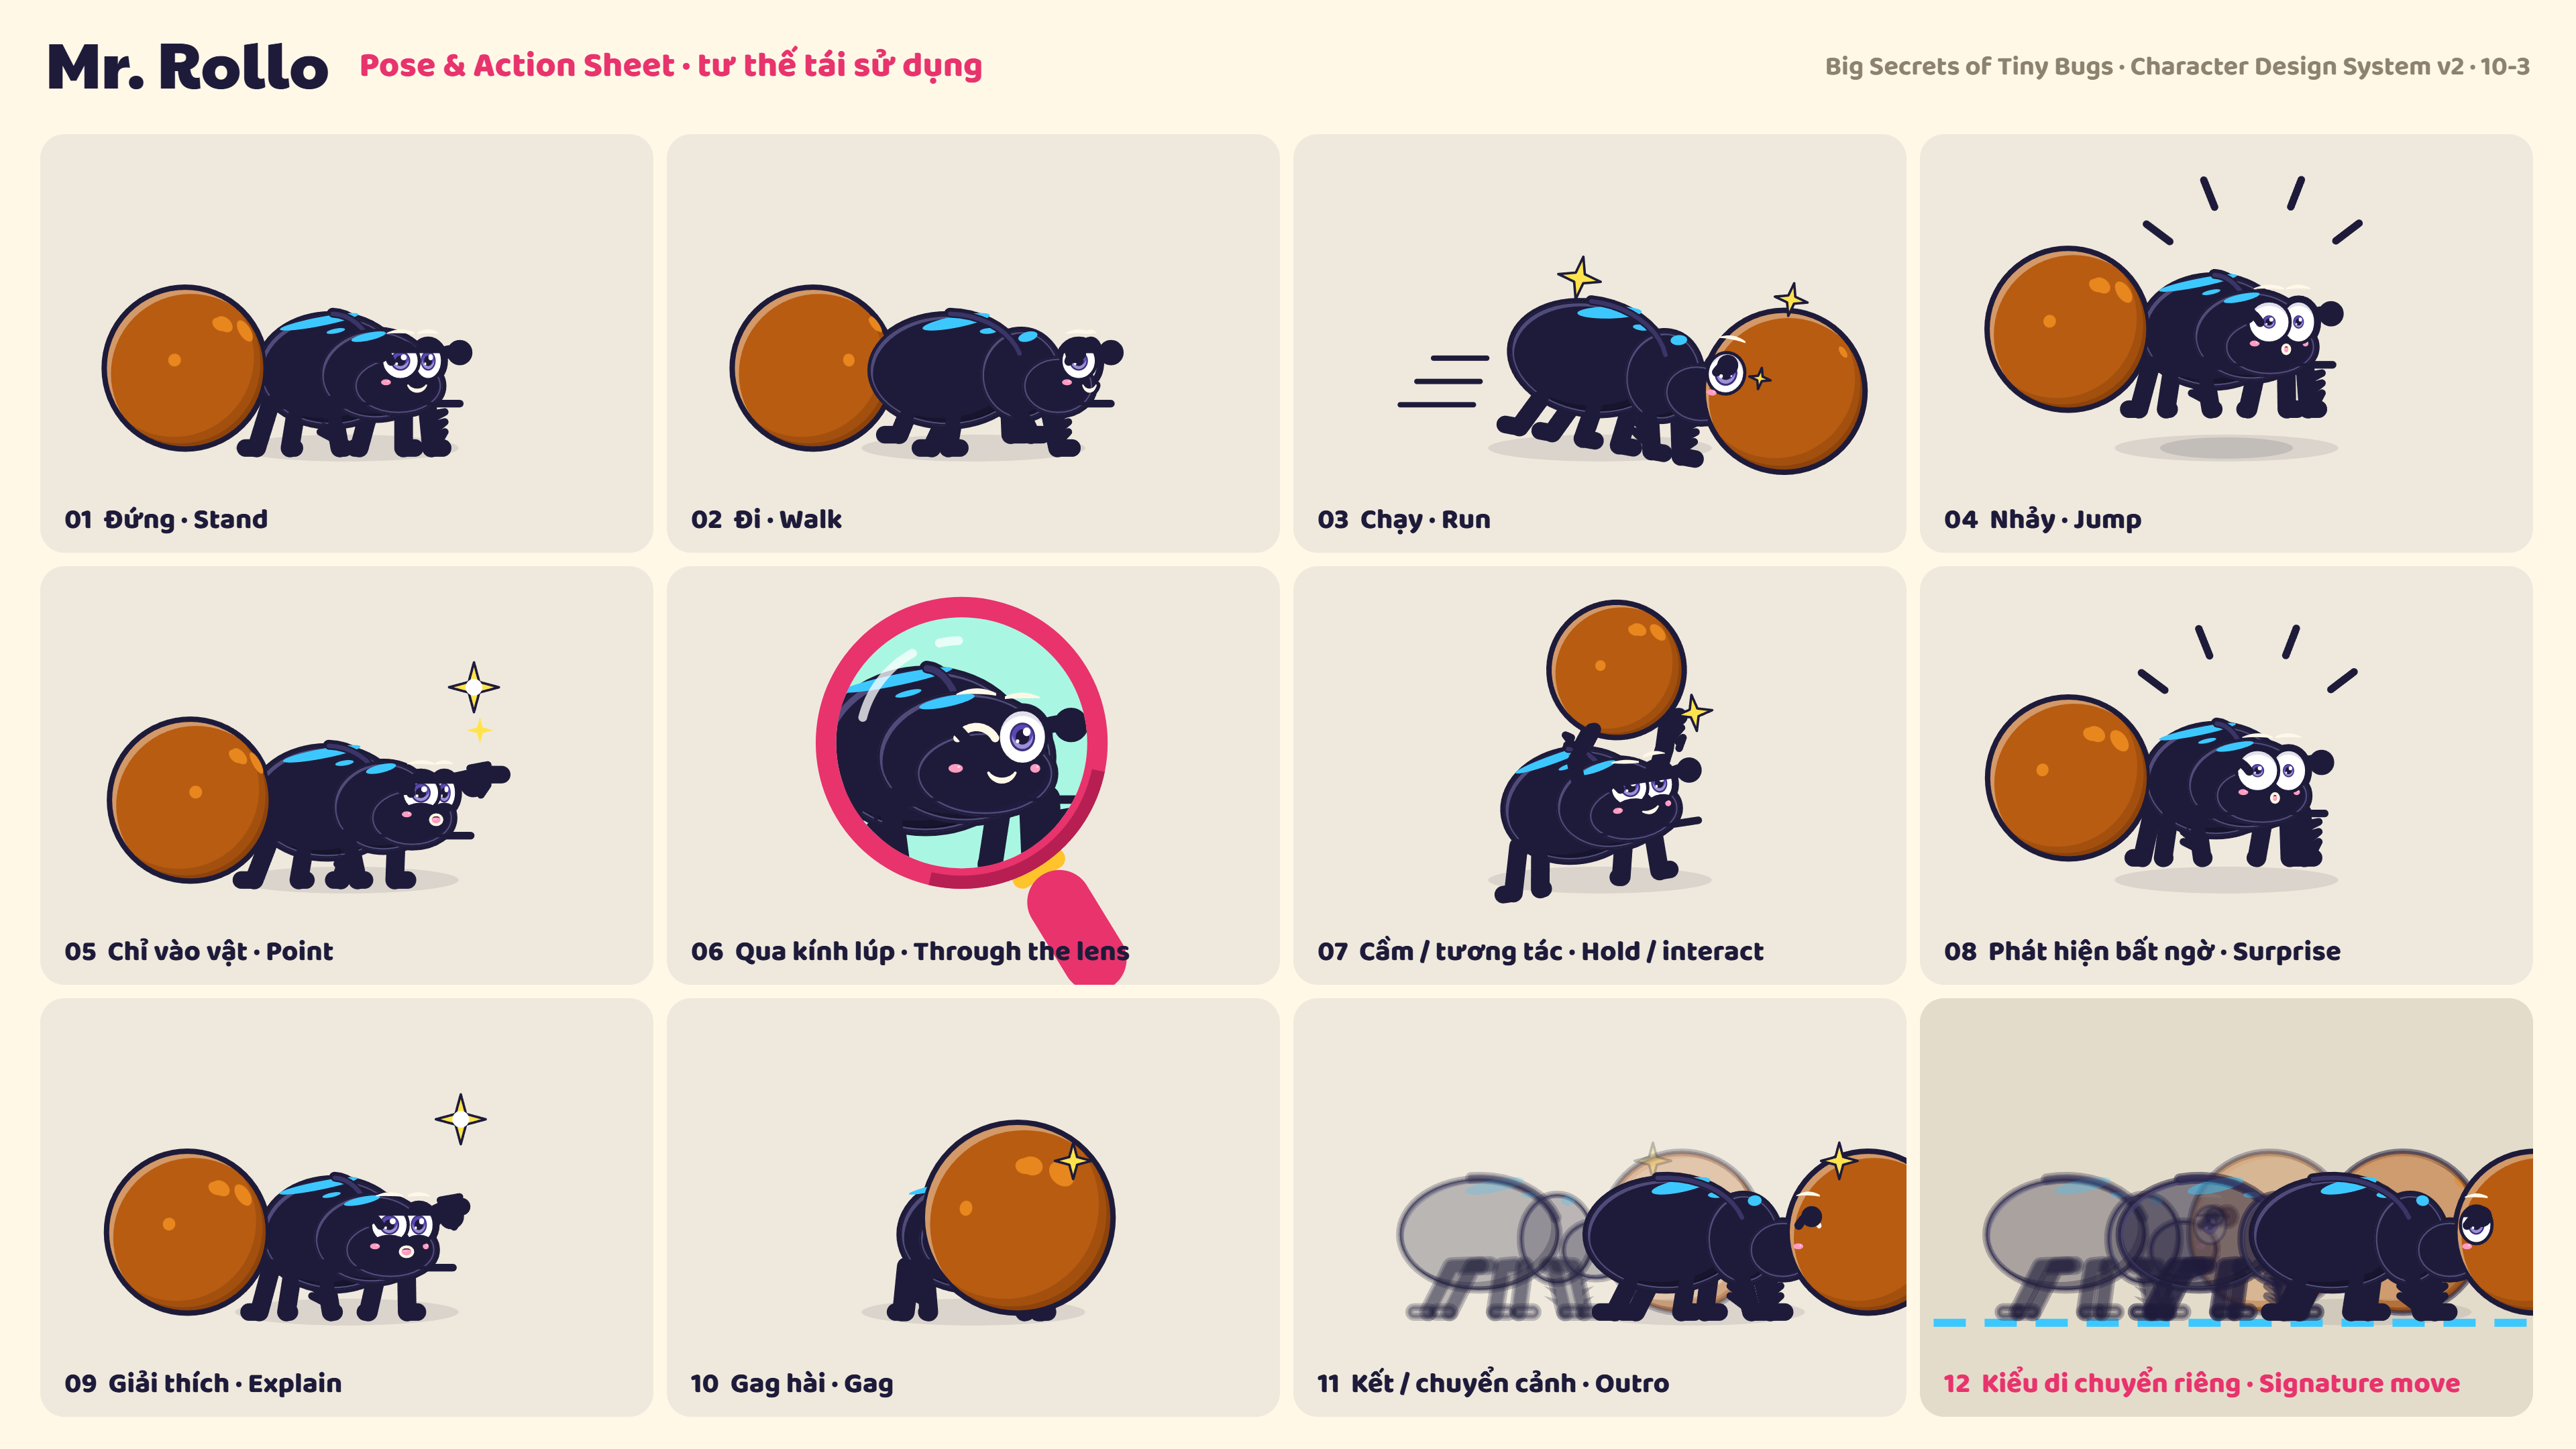 Mr. Rollo
Pose & Action Sheet · tư thế tái sử dụng
Big Secrets of Tiny Bugs · Character Design System v2 · 10-3
01 Đứng · Stand
02 Đi · Walk
03 Chạy · Run
04 Nhảy · Jump
05 Chỉ vào vật · Point
06 Qua kính lúp · Through the lens
07 Cầm / tương tác · Hold / interact
08 Phát hiện bất ngờ · Surprise
09 Giải thích · Explain
10 Gag hài · Gag
11 Kết / chuyển cảnh · Outro
12 Kiểu di chuyển riêng · Signature move